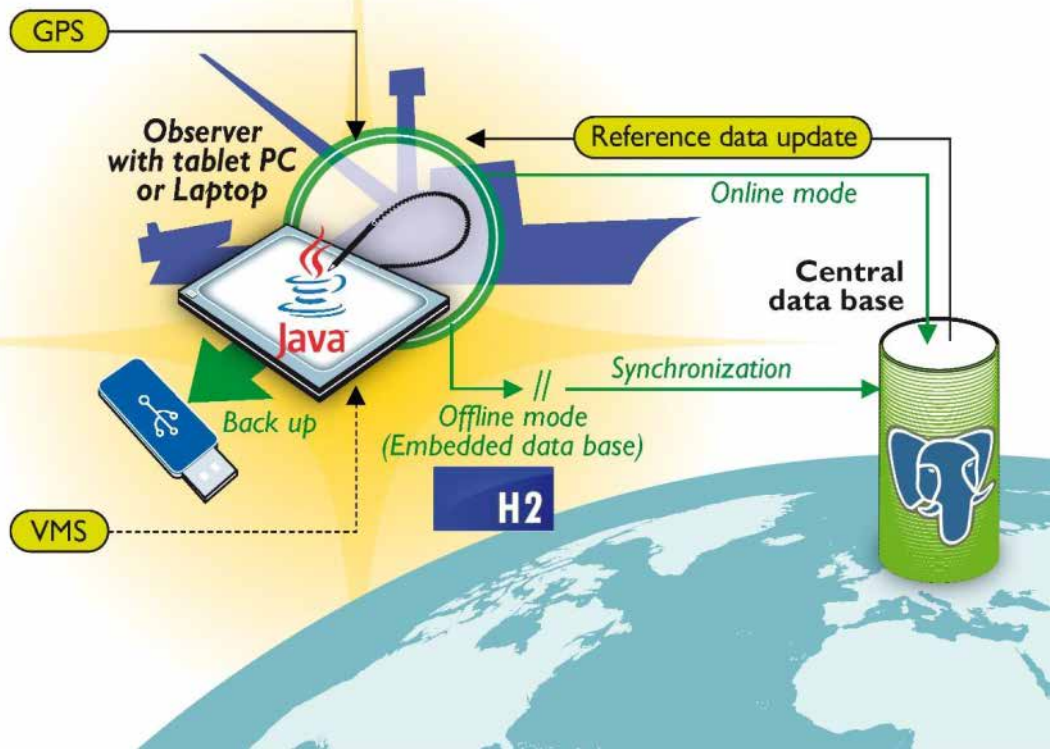 GPS
Observer
with tablet PC
or Laptop
Reference data update
Online mode
Central
data base
Java
Synchronization
Back up
Offline mode
(Embedded data base)
H2
VMS